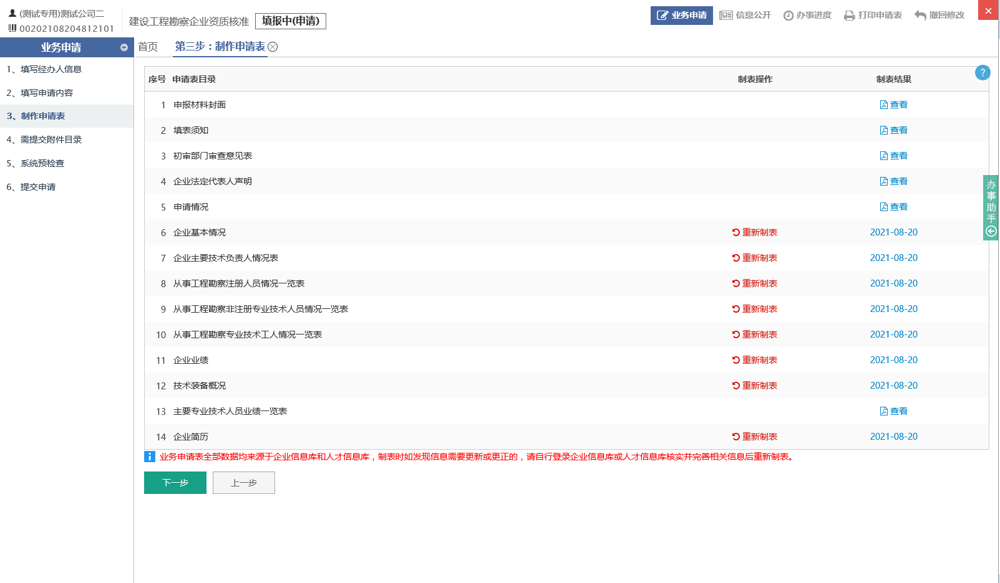 (测试专用)测试公司二
00202108204812101
建设工程勘察企业资质核准 填报中(申请)
业务申请 信息公开 办事进度 打印申请表 撤回修改
业务申请
首页 第三步：制作申请表
1、填写经办人信息
2、填写申请内容
3、制作申请表
4、需提交附件目录
5、系统预检查
6、提交申请
序号 申请表目录 制表操作 制表结果
?
1 申报材料封面 查看
2 填表须知 查看
3 初审部门审查意见表 查看
4 企业法定代表人声明 查看
5 申请情况 查看
6 企业基本情况 重新制表 2021-08-20
7 企业主要技术负责人情况表 重新制表 2021-08-20
8 从事工程勘察注册人员情况一览表 重新制表 2021-08-20
9 从事工程勘察非注册专业技术人员情况一览表 重新制表 2021-08-20
10 从事工程勘察专业技术工人情况一览表 重新制表 2021-08-20
11 企业业绩 重新制表 2021-08-20
12 技术装备概况 重新制表 2021-08-20
13 主要专业技术人员业绩一览表 查看
14 企业简历 重新制表 2021-08-20
办事助手
业务申请表全部数据均来源于企业信息库和人才信息库，制表时如发现信息需要更新或更正的，请自行登录企业信息库或人才信息库核实并完善相关信息后重新制表。
下一步 上一步